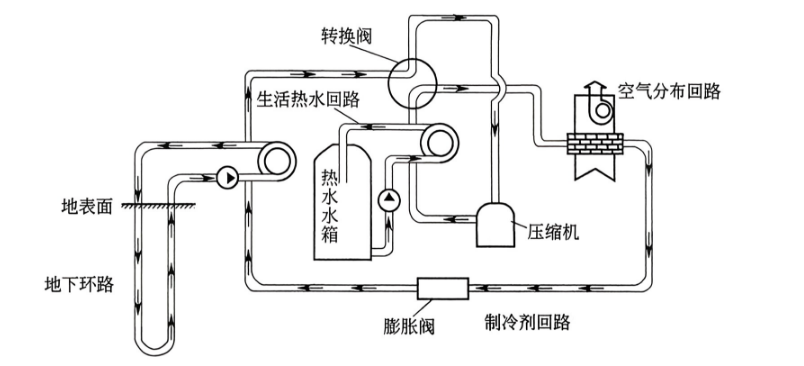 转换阀
生活热水回路
空气分布回路
热水水箱
地表面
压缩机
地下环路
膨胀阀
制冷剂回路